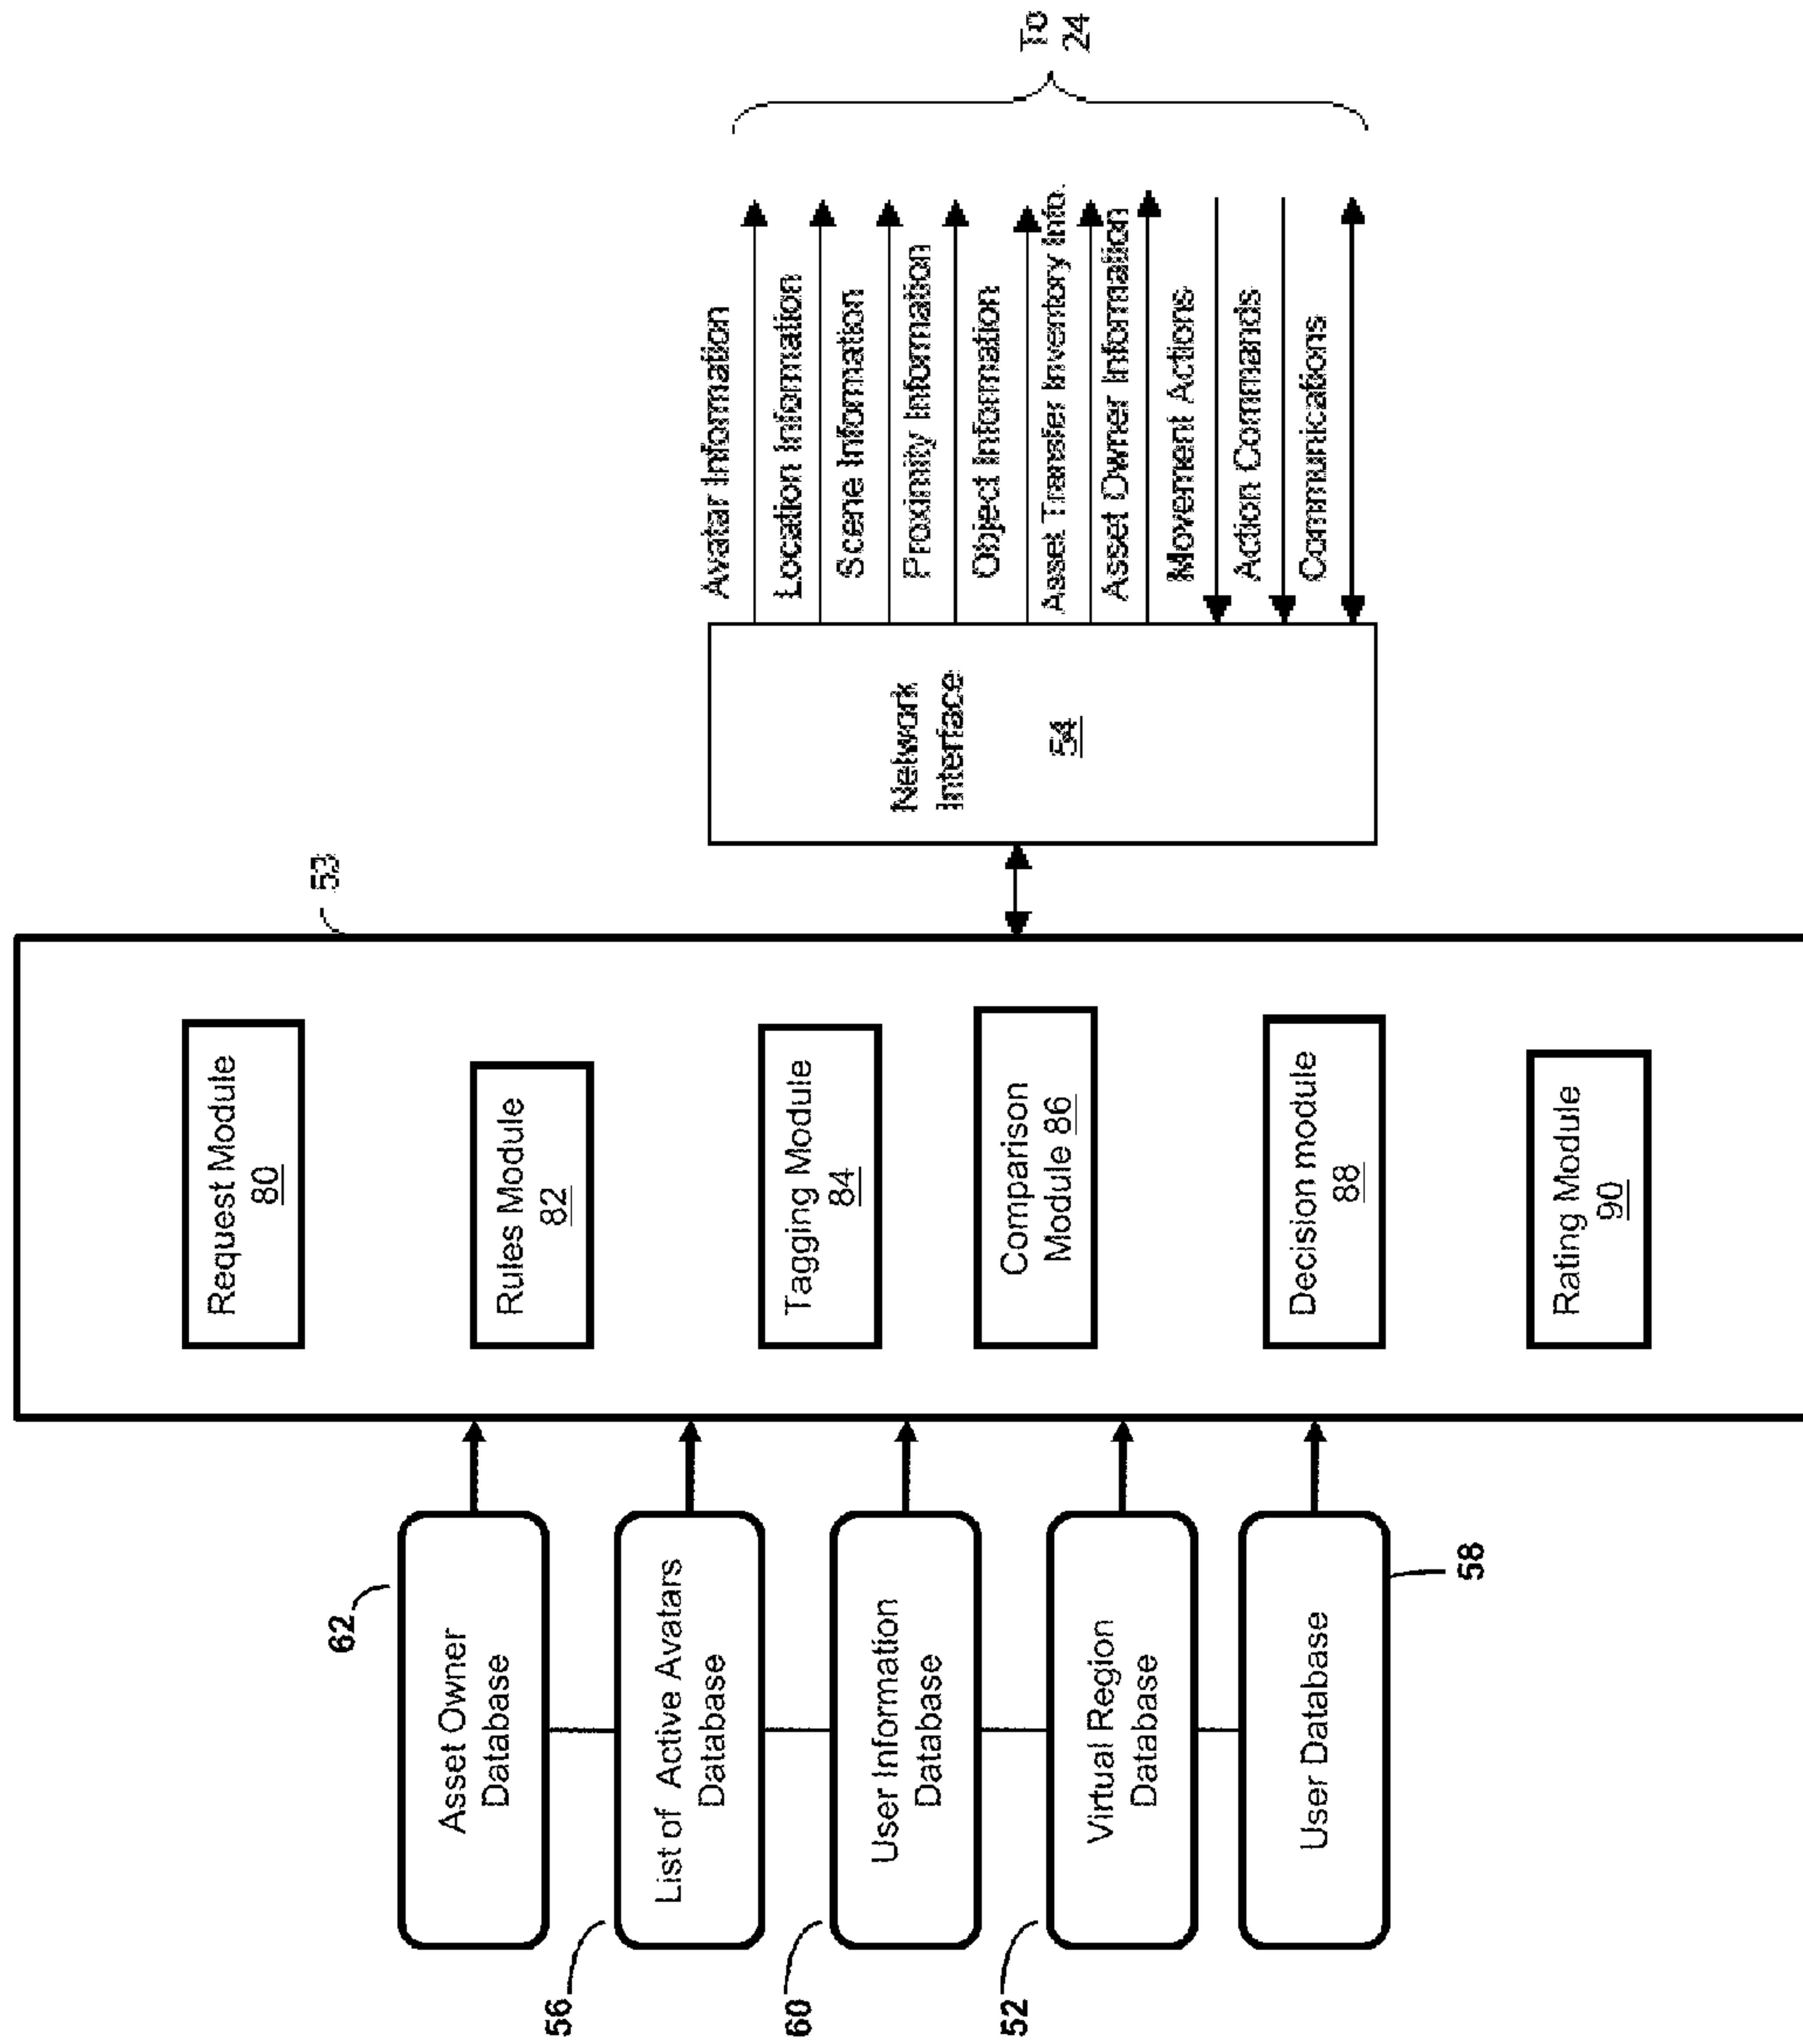 62
Asset Owner
Database
56
List of Active Avatars
Database
60
User Information
Database
52
Virtual Region
Database
58
User Database
53
Request Module
80
Rules Module
82
Tagging Module
84
Comparison
Module 86
Decision module
88
Rating Module
90
Network
Interface
54
Avatar Information
Location Information
Scene Information
Proximity Information
Object Information
Asset Transfer Inventory Info.
Asset Owner Information
Movement Actions
Action Commands
Communications
To
24